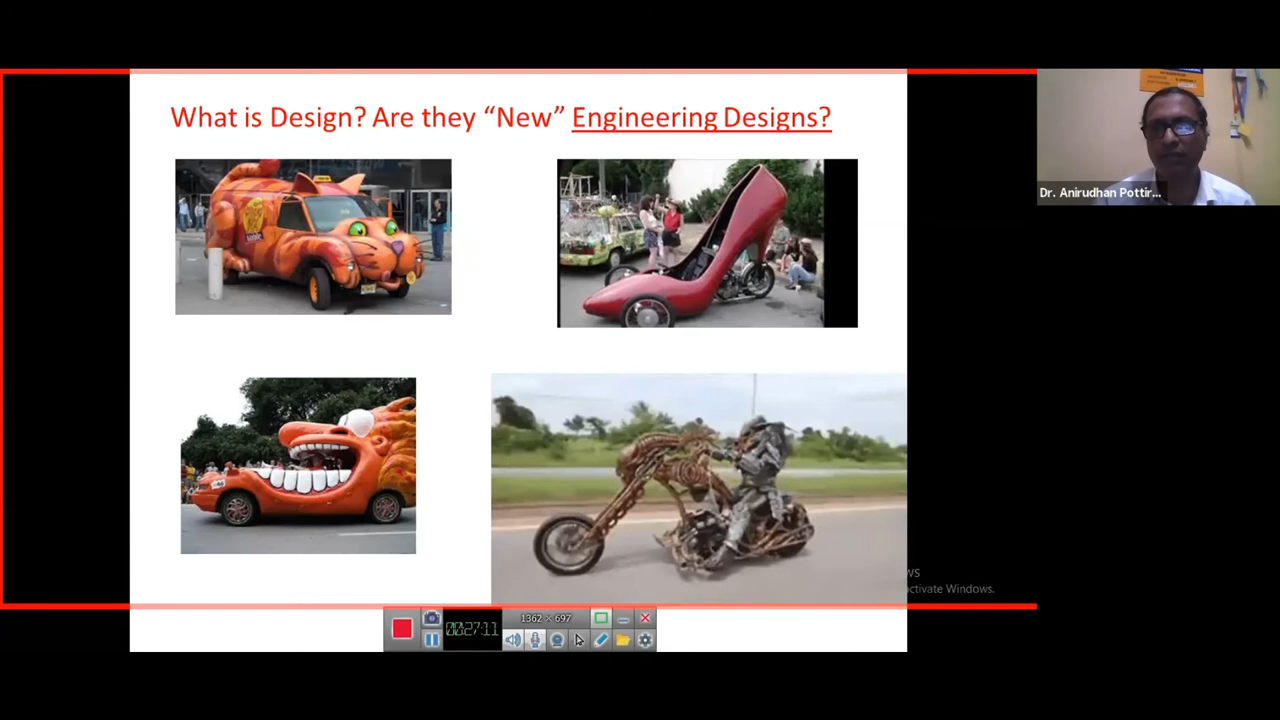 What is Design? Are they “New” Engineering Designs?
Dr. Anirudhan Pottir...
ctivate Windows.
1362 × 697
00:27:11